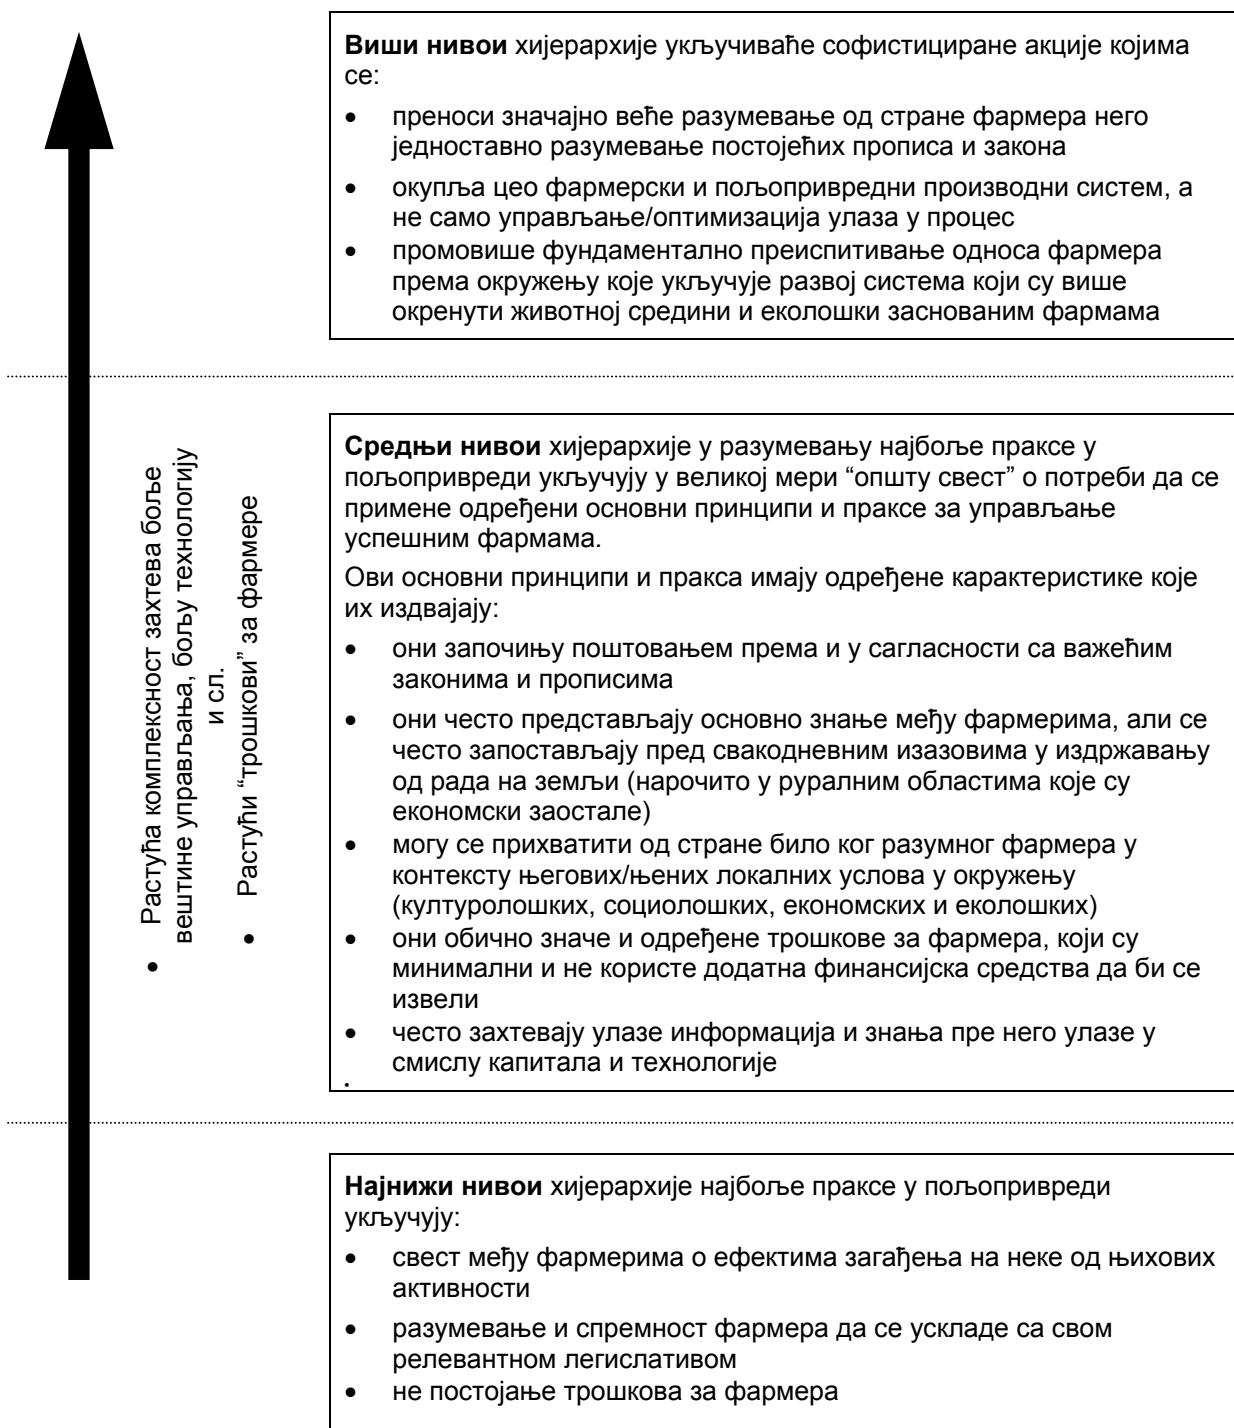 Виши нивои хијерархије укључиваће софистициране акције којима
се:
• преноси значајно веће разумевање од стране фармера него
једноставно разумевање постојећих прописа и закона
• окупља цео фармерски и пољопривредни производни систем, а
не само управљање/оптимизација улаза у процес
• промовише фундаментално преиспитивање односа фармера
према окружењу које укључује развој система који су више
окренути животној средини и еколошки заснованим фармама
• Растућа комплексност захтева боље
вештине управљања, бољу технологију
и сл.
• Растући “трошкови” за фармере
Средњи нивои хијерархије у разумевању најбоље праксе у
пољопривреди укључују у великој мери “општу свест” о потреби да се
примене одређени основни принципи и праксе за управљање
успешним фармама.
Ови основни принципи и пракса имају одређене карактеристике које
их издвајају:
• они започињу поштовањем према и у сагласности са важећим
законима и прописима
• они често представљају основно знање међу фармерима, али се
често запостављају пред свакодневним изазовима у издржавању
од рада на земљи (нарочито у руралним областима које су
економски заостале)
• могу се прихватити од стране било ког разумног фармера у
контексту његових/њених локалних услова у окружењу
(културолошких, социолошких, економских и еколошких)
• они обично значе и одређене трошкове за фармера, који су
минимални и не користе додатна финансијска средства да би се
извели
• често захтевају улазе информација и знања пре него улазе у
смислу капитала и технологије
•
Најнижи нивои хијерархије најбоље праксе у пољопривреди
укључују:
• свест међу фармерима о ефектима загађења на неке од њихових
активности
• разумевање и спремност фармера да се ускладе са свом
релевантном легислативом
• не постојање трошкова за фармера